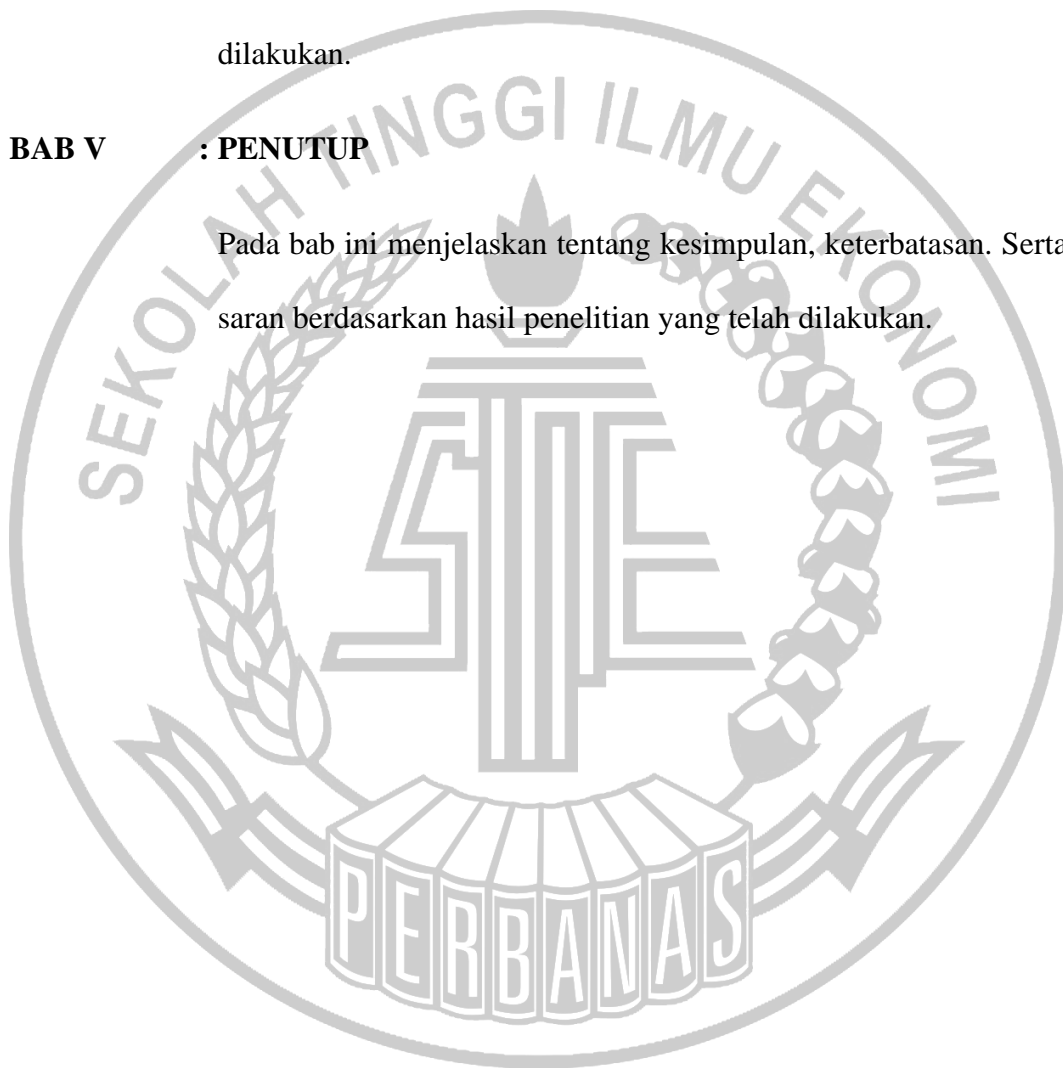 dilakukan.
BAB V : PENUTUP
Pada bab ini menjelaskan tentang kesimpulan, keterbatasan. Serta
saran berdasarkan hasil penelitian yang telah dilakukan.
SEKOLAH TINGGI ILMU EKONOMI
STIE
PERBANAS